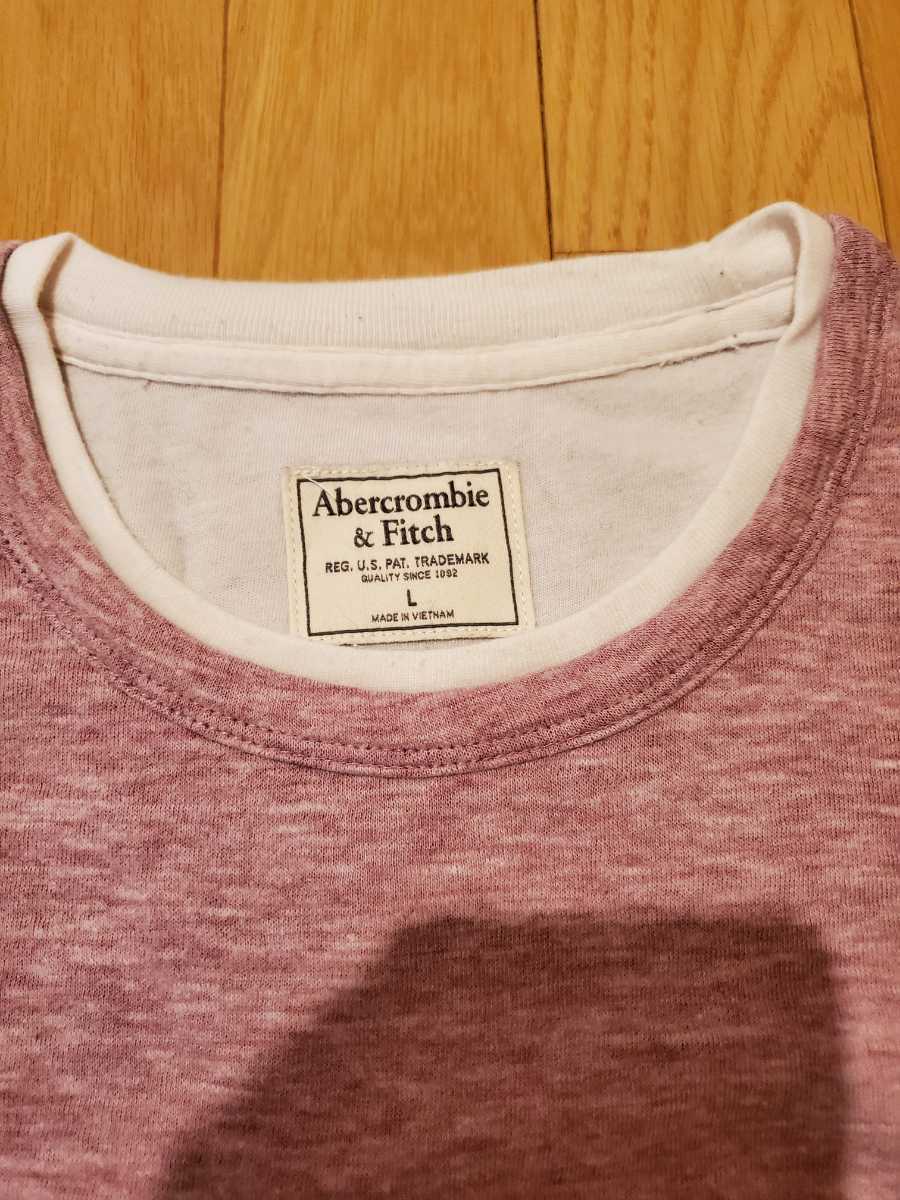 Abercrombie
& Fitch
REG. U.S. PAT. TRADEMARK
QUALITY SINCE 1892
L
MADE IN VIETNAM